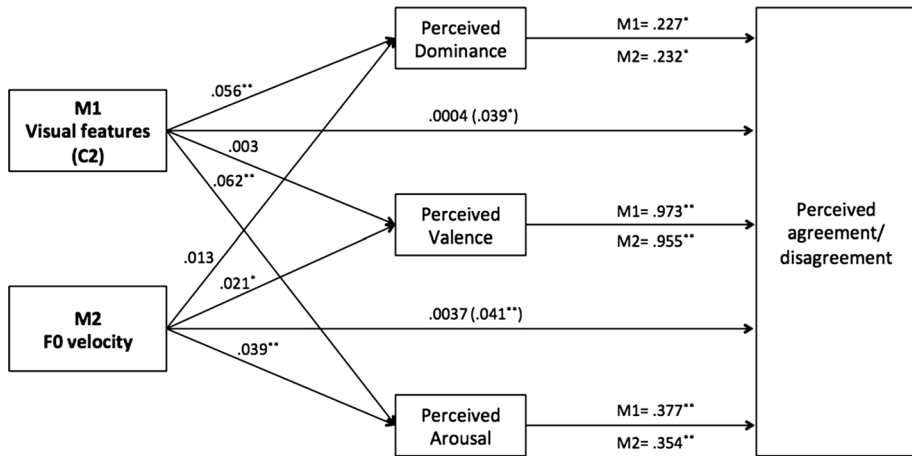 Perceived
Dominance
M1= .227*
M2= .232*
.056**
M1
Visual features
(C2)
.0004 (.039*)
.003
.062**
Perceived
Valence
M1= .973**
M2= .955**
Perceived
agreement/
disagreement
.013
.021*
M2
F0 velocity
.0037 (.041**)
.039**
Perceived
Arousal
M1= .377**
M2= .354**